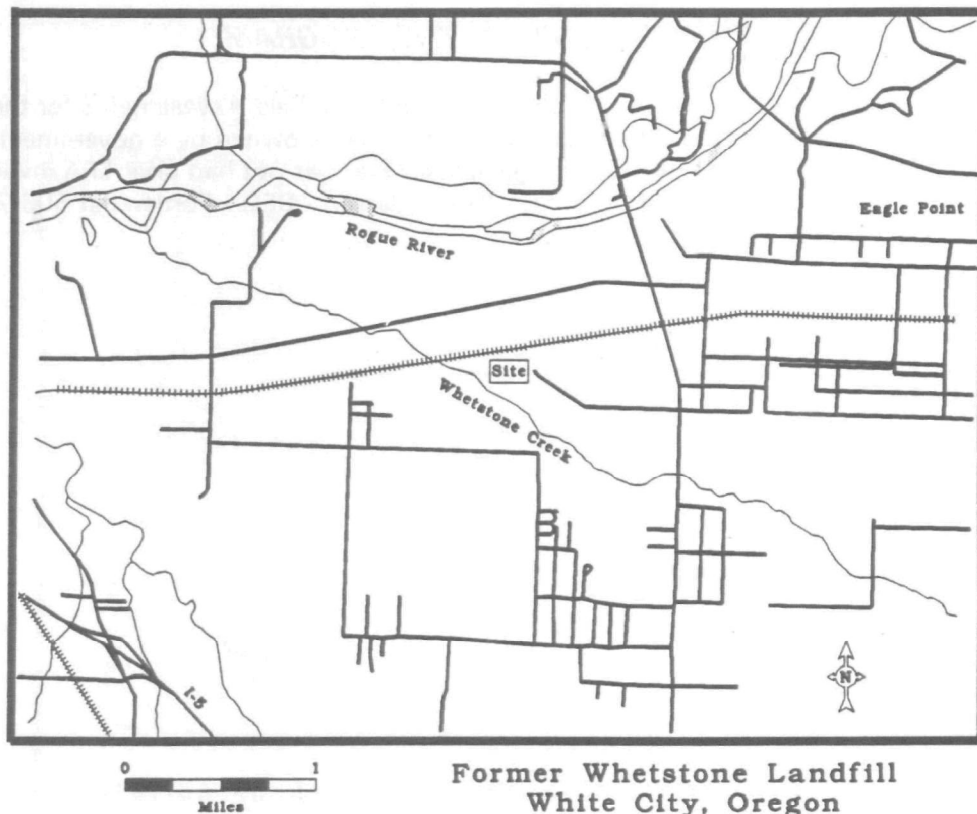 Eagle Point
Rogue River
Site
Whetstone Creek
I-5
N
0 1
Miles
Former Whetstone Landfill
White City, Oregon